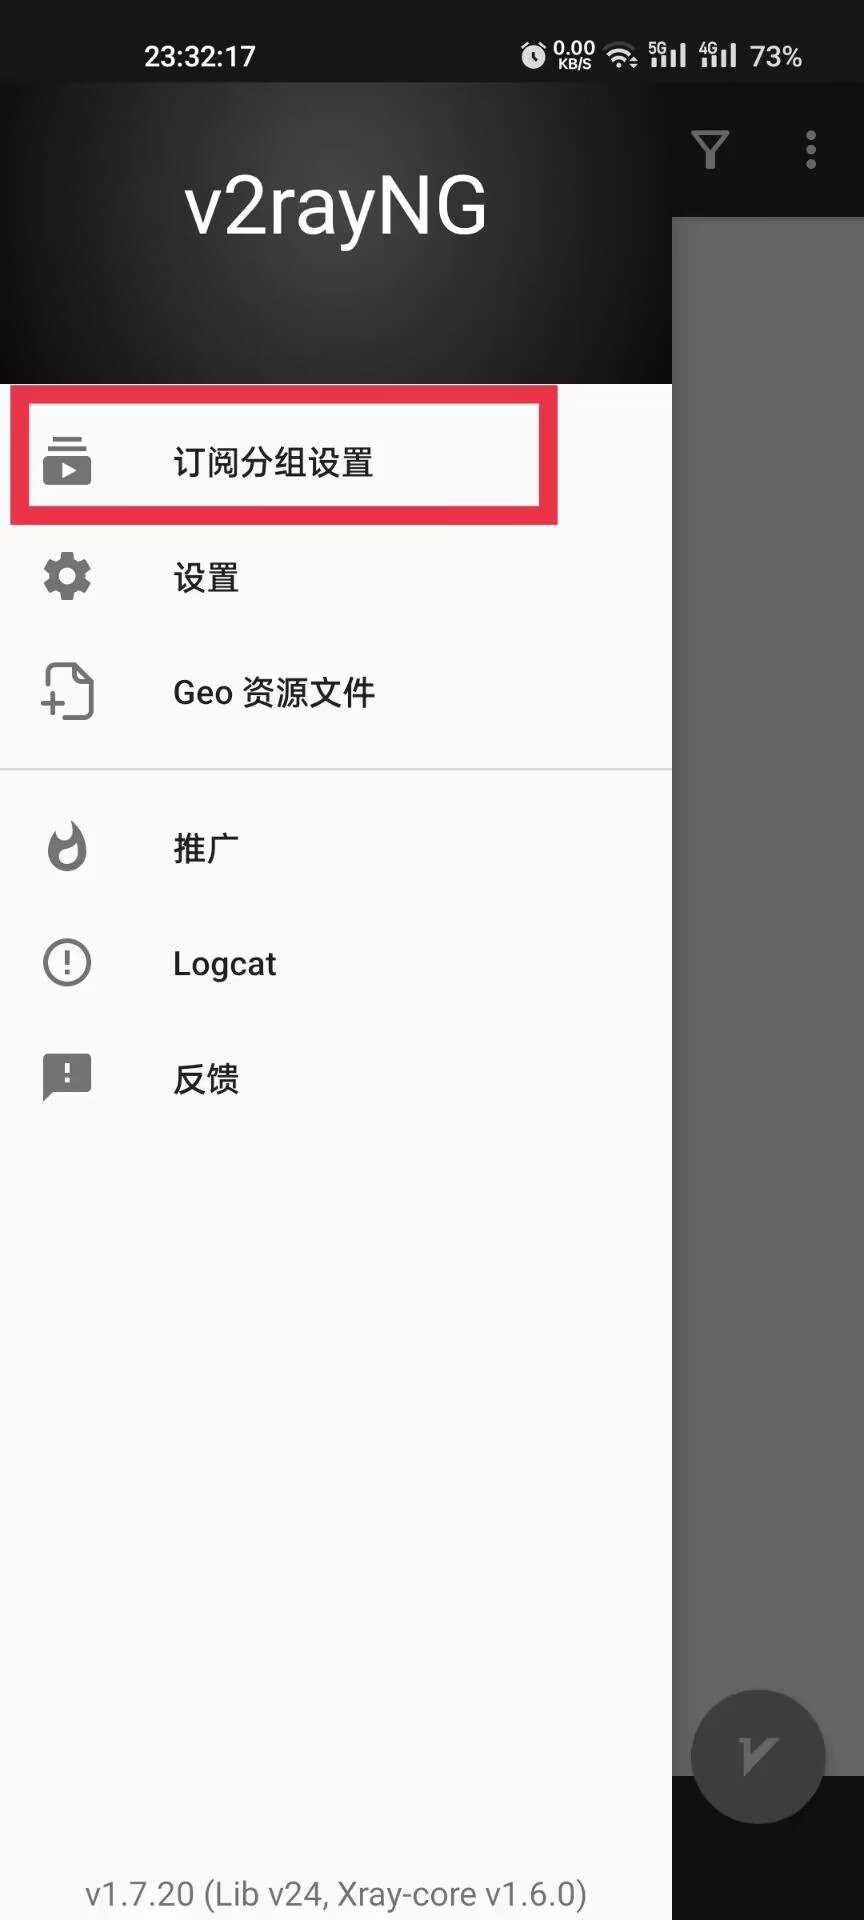 23:32:17 0.00 KB/S 5G 4G 73%
v2rayNG
订阅分组设置
设置
Geo 资源文件
推广
Logcat
反馈
v1.7.20 (Lib v24, Xray-core v1.6.0)